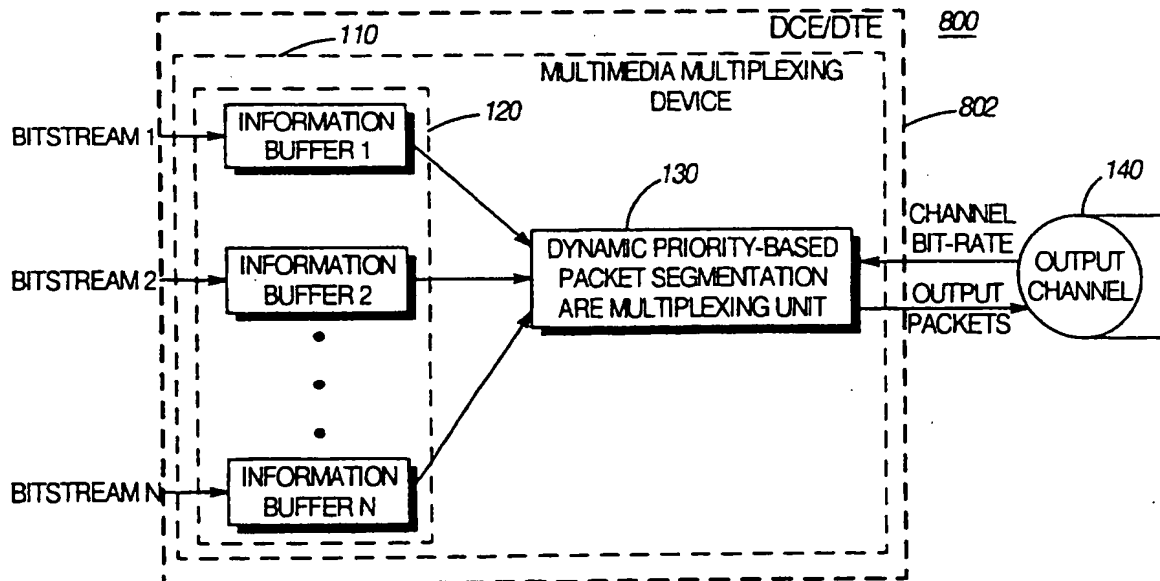 DCE/DTE
800
110
MULTIMEDIA MULTIPLEXING
DEVICE
120
802
BITSTREAM 1
INFORMATION
BUFFER 1
130
140
CHANNEL
BIT-RATE
DYNAMIC PRIORITY-BASED
PACKET SEGMENTATION
ARE MULTIPLEXING UNIT
OUTPUT
CHANNEL
BITSTREAM 2
INFORMATION
BUFFER 2
OUTPUT
PACKETS
BITSTREAM N
INFORMATION
BUFFER N